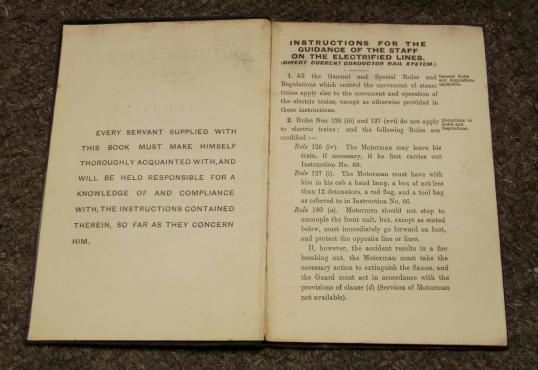 EVERY SERVANT SUPPLIED WITH
THIS BOOK MUST MAKE HIMSELF
THOROUGHLY ACQUAINTED WITH, AND
WILL BE HELD RESPONSIBLE FOR A
KNOWLEDGE OF AND COMPLIANCE
WITH, THE INSTRUCTIONS CONTAINED
THEREIN, SO FAR AS THEY CONCERN
HIM.
INSTRUCTIONS FOR THE
GUIDANCE OF THE STAFF
ON THE ELECTRIFIED LINES.
(DIRECT CURRENT CONDUCTOR RAIL SYSTEM.)
1. All the General and Special Rules and
Regulations which control the movement of steam
trains apply also to the movement and operation of
the electric trains, except as otherwise provided in
these instructions.
General Rules
and Regulations
applicable.
2. Rules Nos. 126 (iii) and 127 (xvi) do not apply
to electric trains; and the following Rules are
modified :—
Exceptions to
Rules and
Regulations.
Rule 126 (iv). The Motorman may leave his
train, if necessary, if he first carries out
Instruction No. 68.
Rule 127 (i). The Motorman must have with
him in his cab a hand lamp, a box of not less
than 12 detonators, a red flag, and a tool bag
as referred to in Instruction No. 66.
Rule 180 (a). Motormen should not stop to
uncouple the front unit, but, except as stated
below, must immediately go forward on foot,
and protect the opposite line or lines.
If, however, the accident results in a fire
breaking out, the Motorman must take the
necessary action to extinguish the flames, and
the Guard must act in accordance with the
provisions of clause (d) (Services of Motorman
not available).